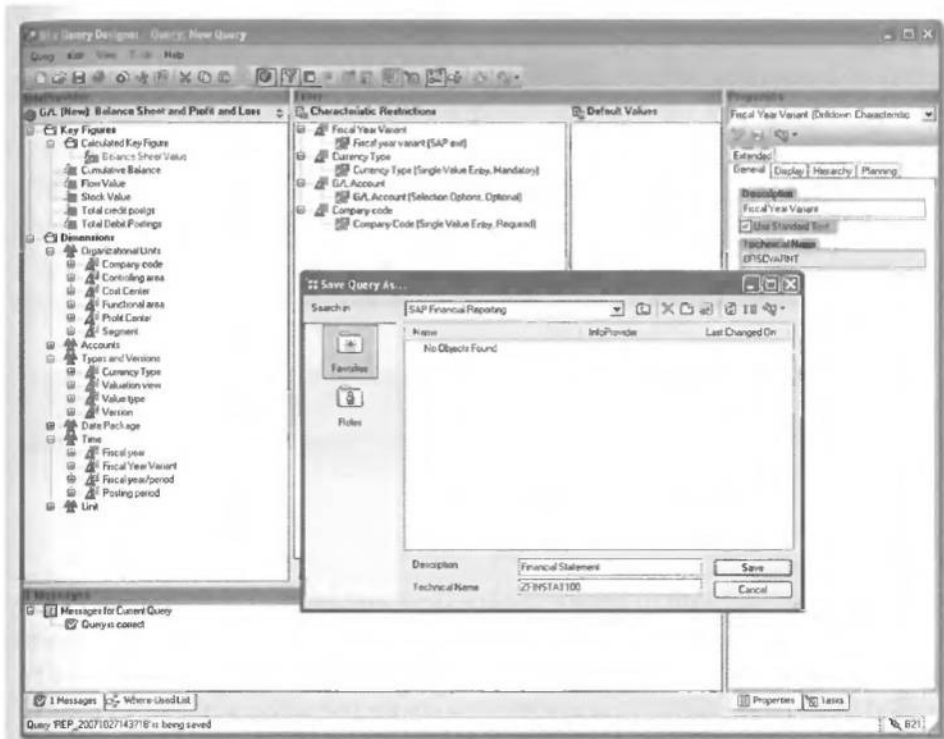 Query Designer Query: New Query
Query Edit View Tools Help
InfoProvider
Filter
Properties
G/L (New): Balance Sheet and Profit and Loss
Characteristic Restrictions
Default Values
Fiscal Year Variant (Drilldown Characteristic
Key Figures
Calculated Key Figure
Balance Sheet Value
Cumulative Balance
Flow Value
Stock Value
Total credit postgs
Total Debit Postings
Dimensions
Organizational Units
Company code
Controlling area
Cost Center
Functional area
Profit Center
Segment
Accounts
Types and Versions
Currency Type
Valuation view
Value type
Version
Data Package
Time
Fiscal year
Fiscal Year Variant
Fiscal year/period
Posting period
Unit
Fiscal Year Variant
Fiscal year variant (SAP exit)
Currency Type
Currency Type (Single Value Entry, Mandatory)
G/L Account
G/L Account (Selection Options, Optional)
Company code
Company Code (Single Value Entry, Required)
Extended
General Display Hierarchy Planning
Description
Fiscal Year Variant
Use Standard Text
Technical Name
0FISCVARNT
Save Query As...
Search in
SAP Financial Reporting
Favorites
Roles
Name InfoProvider Last Changed On
No Objects Found
Description
Financial Statement
Save
Technical Name
ZFINSTAT100
Cancel
Messages
Messages for Current Query
Query is correct
1 Messages Where-Used List
Properties Tasks
Query 'REP_20071027143718' is being saved
B21